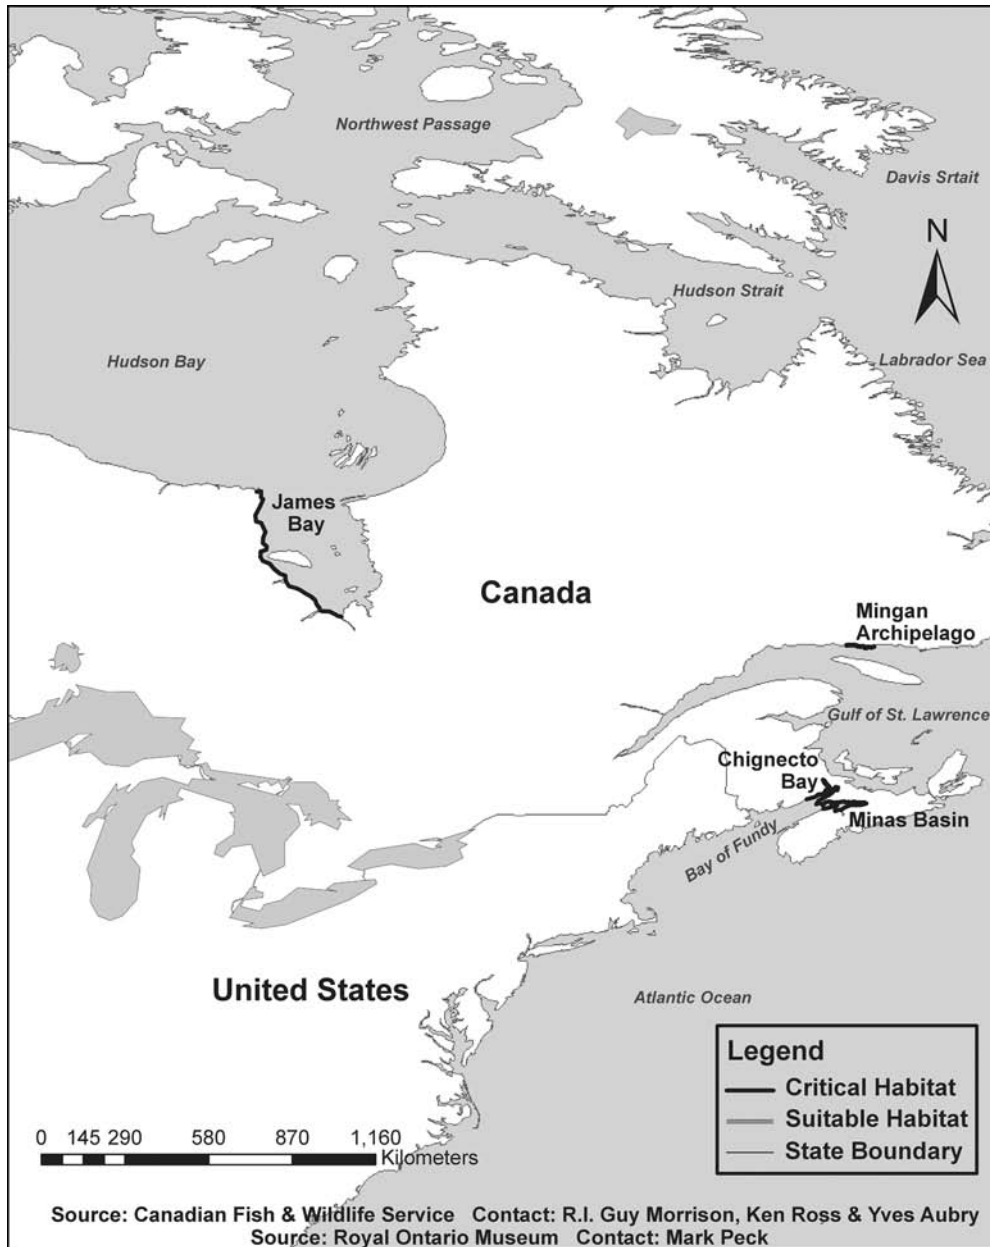 Northwest Passage
Davis Srtait
N
Hudson Strait
Hudson Bay
Labrador Sea
James
Bay
Canada
Mingan
Archipelago
Gulf of St. Lawrence
Chignecto
Bay
Minas Basin
Bay of Fundy
United States
Atlantic Ocean
Legend
Critical Habitat
Suitable Habitat
State Boundary
0 145 290 580 870 1,160
Kilometers
Source: Canadian Fish & Wildlife Service Contact: R.I. Guy Morrison, Ken Ross & Yves Aubry
Source: Royal Ontario Museum Contact: Mark Peck